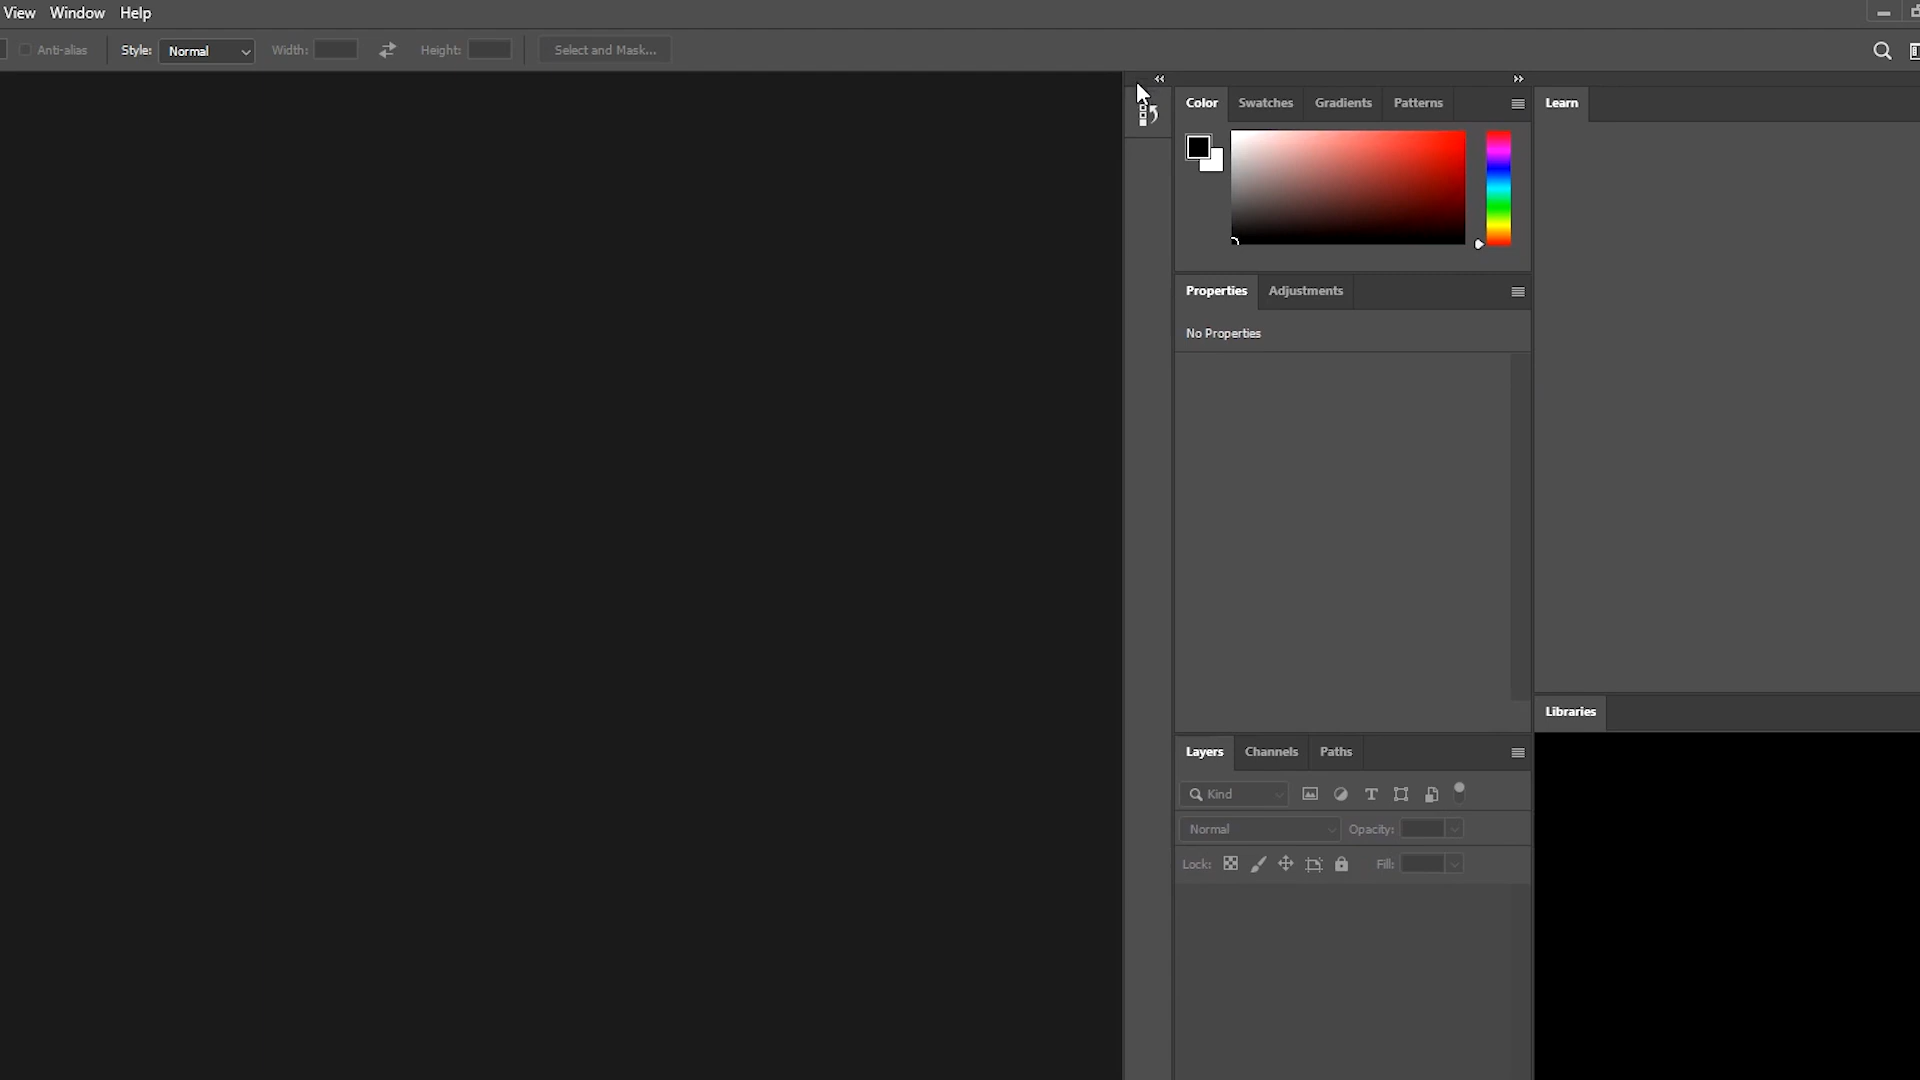 View Window Help
Anti-alias Style: Normal Width: Height: Select and Mask...
Color Swatches Gradients Patterns
Learn
Properties Adjustments
No Properties
Libraries
Layers Channels Paths
Kind
Normal Opacity:
Lock: Fill: